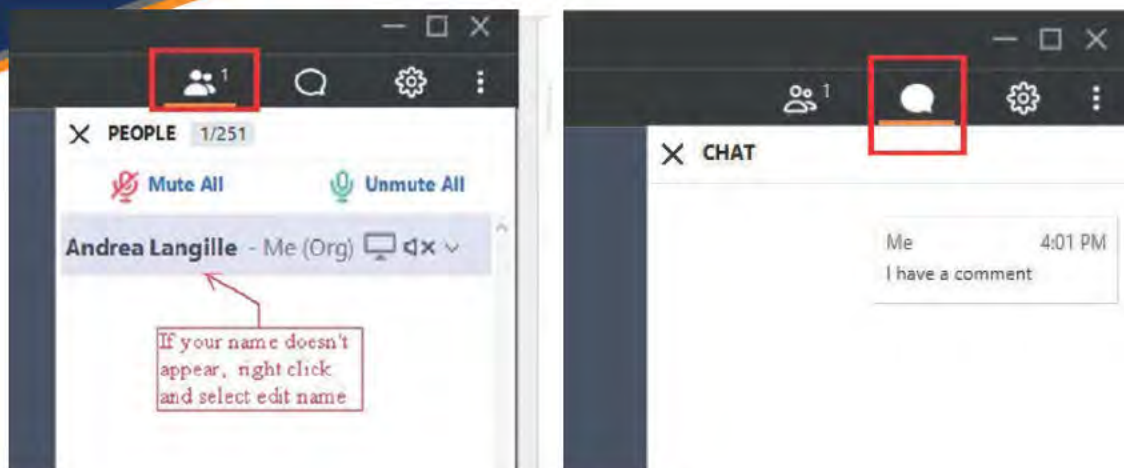 1
PEOPLE 1/251
Mute All Unmute All
Andrea Langille - Me (Org)
If your name doesn't
appear, right click
and select edit name
1
CHAT
Me 4:01 PM
I have a comment